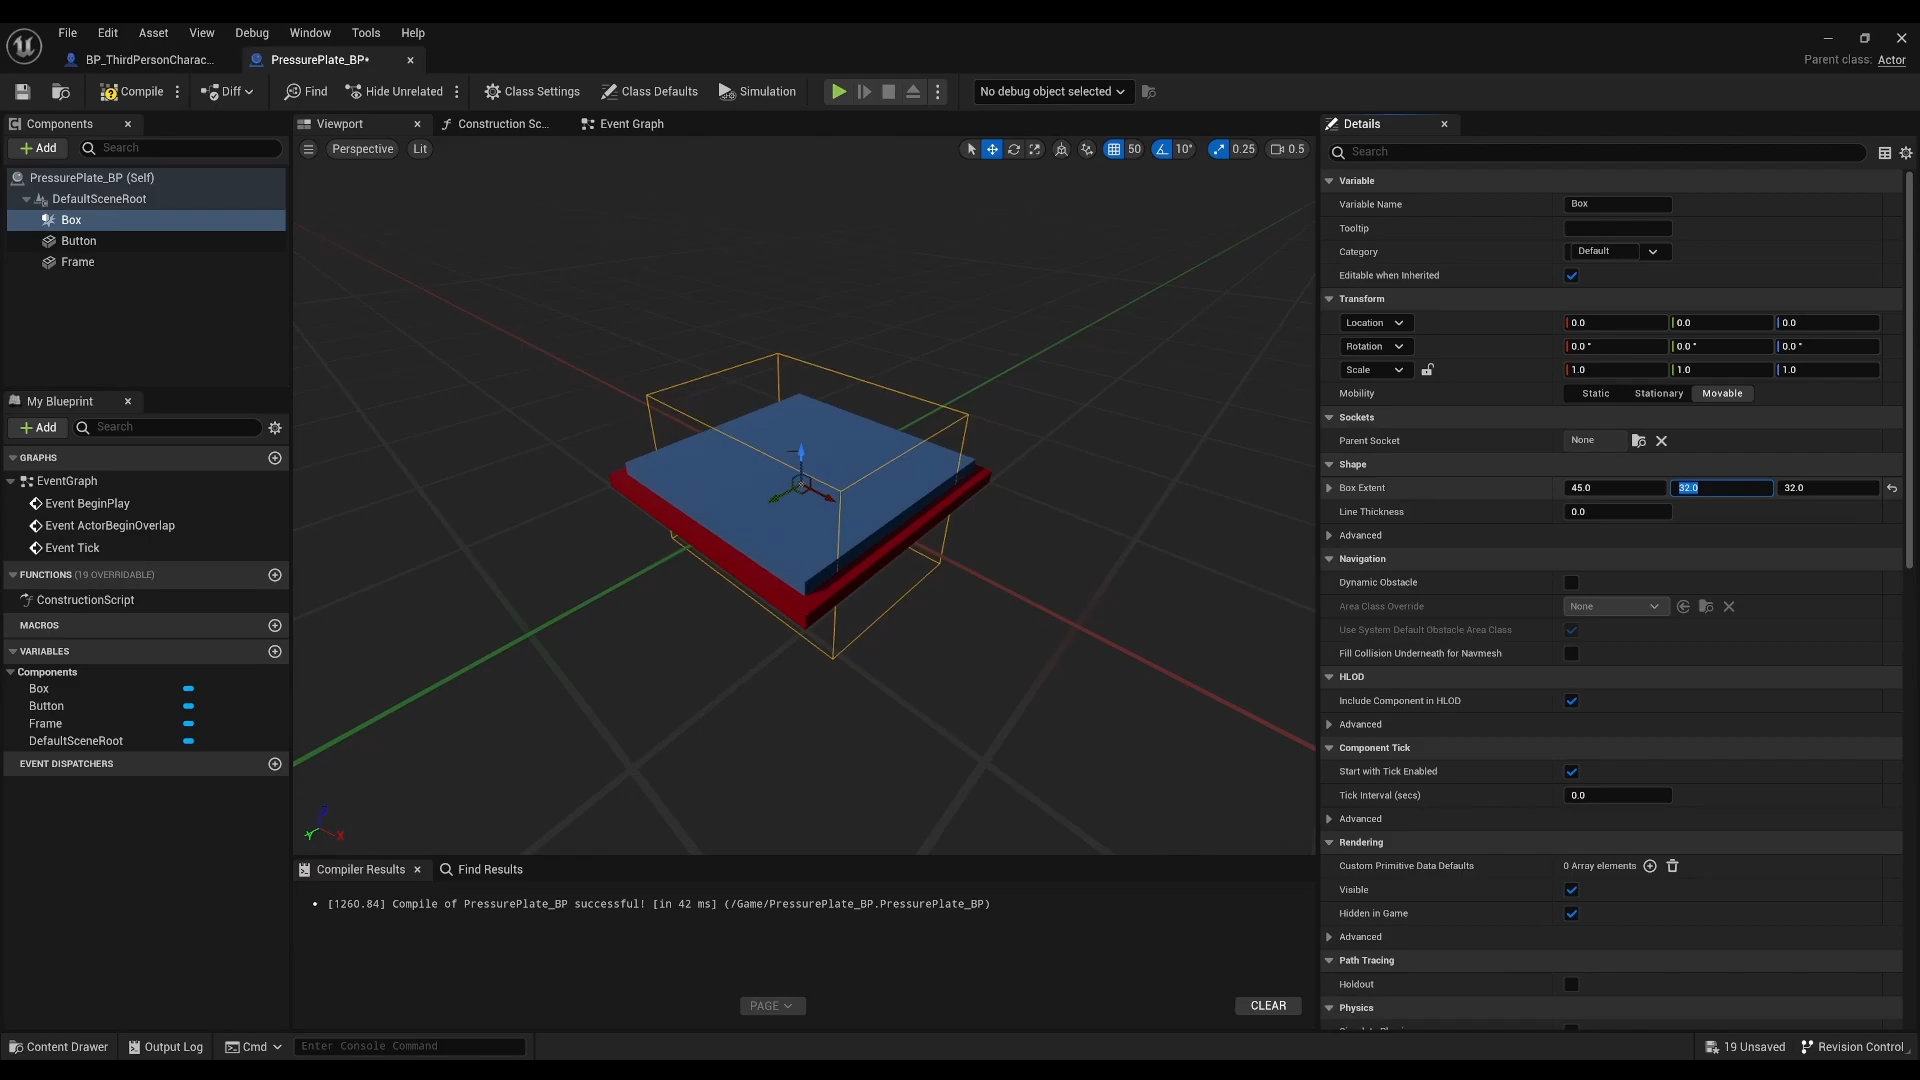 File Edit Asset View Debug Window Tools Help
BP_ThirdPersonCharac... PressurePlate_BP•
Parent class: Actor
Compile Diff Find Hide Unrelated Class Settings Class Defaults Simulation No debug object selected
Components
Add Search
PressurePlate_BP (Self)
DefaultSceneRoot
Box
Button
Frame
My Blueprint
Add Search
GRAPHS
EventGraph
Event BeginPlay
Event ActorBeginOverlap
Event Tick
FUNCTIONS (19 OVERRIDABLE)
ConstructionScript
MACROS
VARIABLES
Components
Box
Button
Frame
DefaultSceneRoot
EVENT DISPATCHERS
Viewport Construction Sc... Event Graph
Perspective Lit 50 10° 0.25 0.5
Z
Y X
Compiler Results Find Results
• [1260.84] Compile of PressurePlate_BP successful! [in 42 ms] (/Game/PressurePlate_BP.PressurePlate_BP)
PAGE CLEAR
Details
Search
Variable
Variable Name Box
Tooltip
Category Default
Editable when Inherited
Transform
Location 0.0 0.0 0.0
Rotation 0.0 ° 0.0 ° 0.0 °
Scale 1.0 1.0 1.0
Mobility Static Stationary Movable
Sockets
Parent Socket None
Shape
Box Extent 45.0 32.0 32.0
Line Thickness 0.0
Advanced
Navigation
Dynamic Obstacle
Area Class Override None
Use System Default Obstacle Area Class
Fill Collision Underneath for Navmesh
HLOD
Include Component in HLOD
Advanced
Component Tick
Start with Tick Enabled
Tick Interval (secs) 0.0
Advanced
Rendering
Custom Primitive Data Defaults 0 Array elements
Visible
Hidden in Game
Advanced
Path Tracing
Holdout
Physics
Content Drawer Output Log Cmd Enter Console Command 19 Unsaved Revision Control